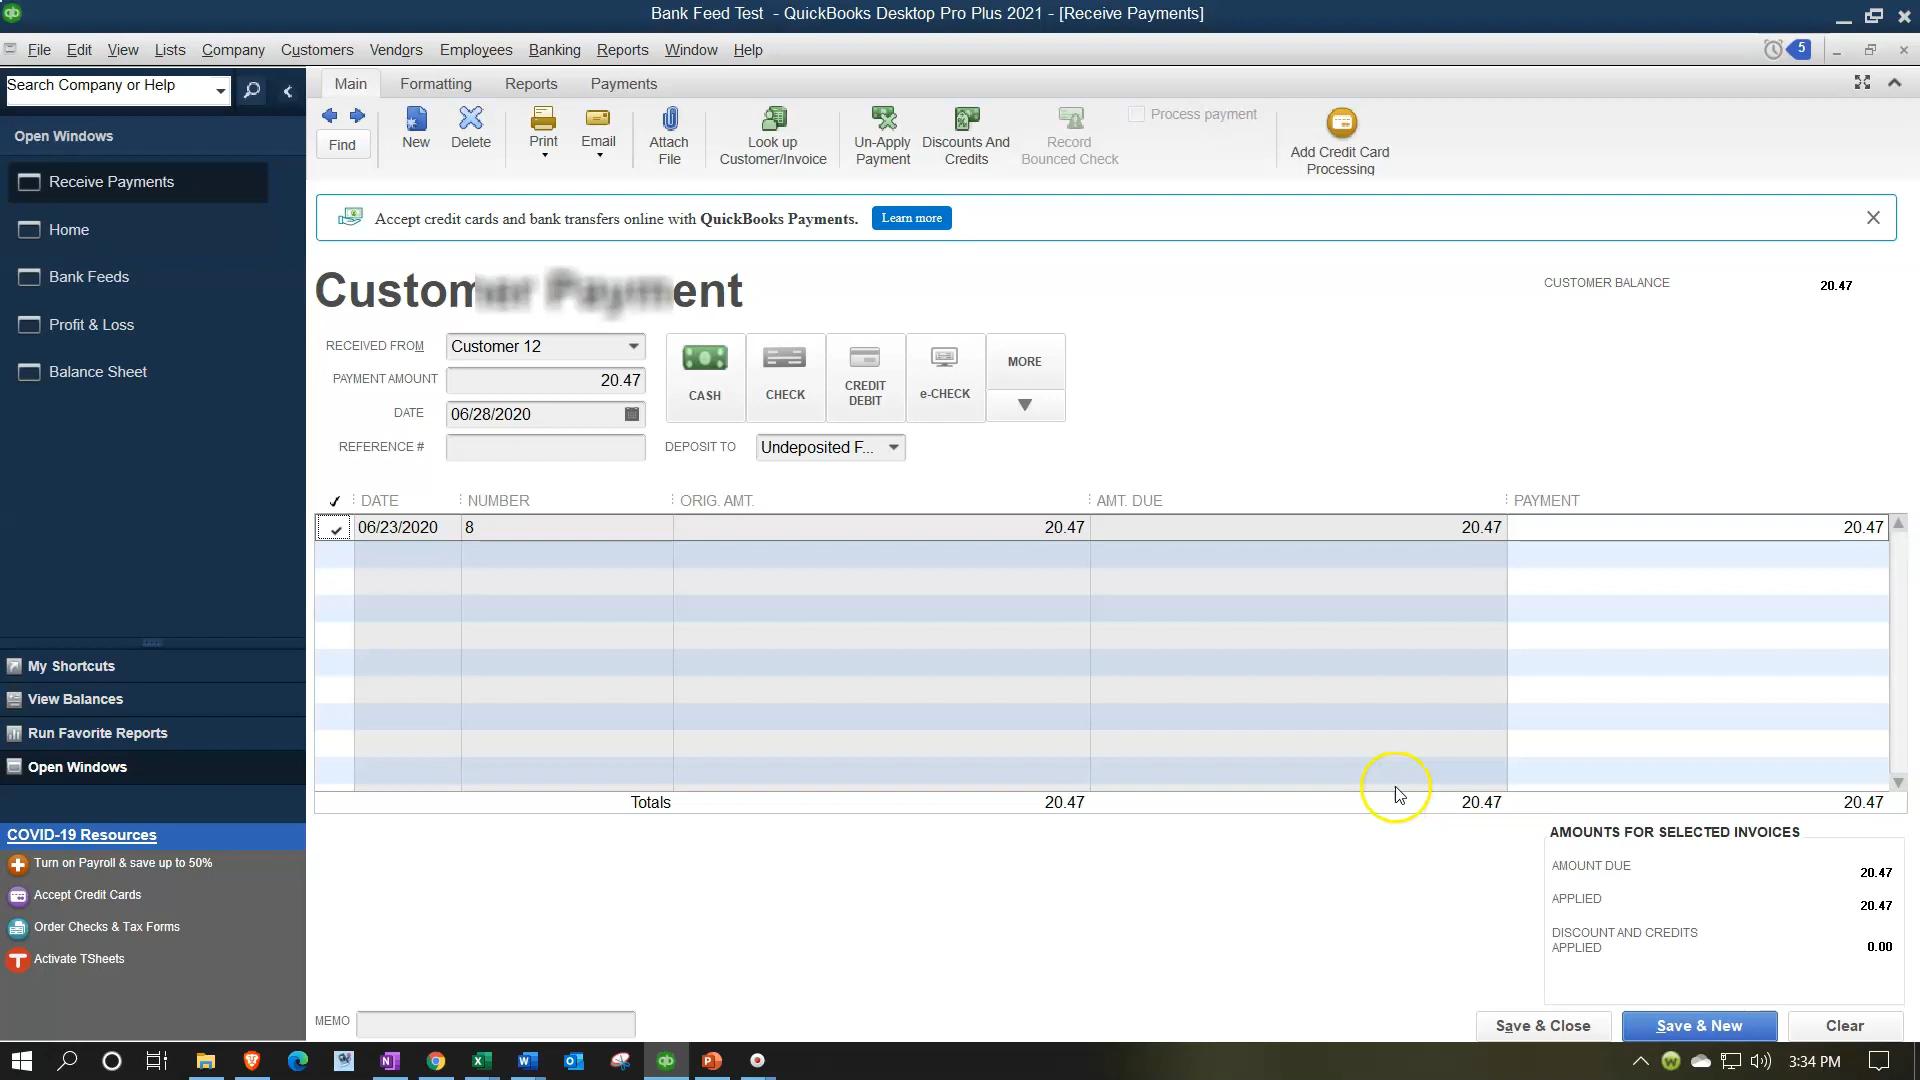 Bank Feed Test - QuickBooks Desktop Pro Plus 2021 - [Receive Payments]
File Edit View Lists Company Customers Vendors Employees Banking Reports Window Help
5
Search Company or Help
Main Formatting Reports Payments
Find
New
Delete
Print
Email
Attach File
Look up Customer/Invoice
Un-Apply Payment
Discounts And Credits
Record Bounced Check
Process payment
Add Credit Card Processing
Open Windows
Receive Payments
Home
Bank Feeds
Profit & Loss
Balance Sheet
My Shortcuts
View Balances
Run Favorite Reports
Open Windows
COVID-19 Resources
Turn on Payroll & save up to 50%
Accept Credit Cards
Order Checks & Tax Forms
Activate TSheets
Accept credit cards and bank transfers online with QuickBooks Payments. Learn more
Customer Payment
CUSTOMER BALANCE 20.47
RECEIVED FROM Customer 12
PAYMENT AMOUNT 20.47
DATE 06/28/2020
REFERENCE #
CASH
CHECK
CREDIT DEBIT
e-CHECK
MORE
DEPOSIT TO Undeposited F...
DATE NUMBER ORIG. AMT. AMT. DUE PAYMENT
06/23/2020 8 20.47 20.47 20.47
Totals 20.47 20.47 20.47
AMOUNTS FOR SELECTED INVOICES
AMOUNT DUE 20.47
APPLIED 20.47
DISCOUNT AND CREDITS APPLIED 0.00
MEMO
Save & Close Save & New Clear
3:34 PM